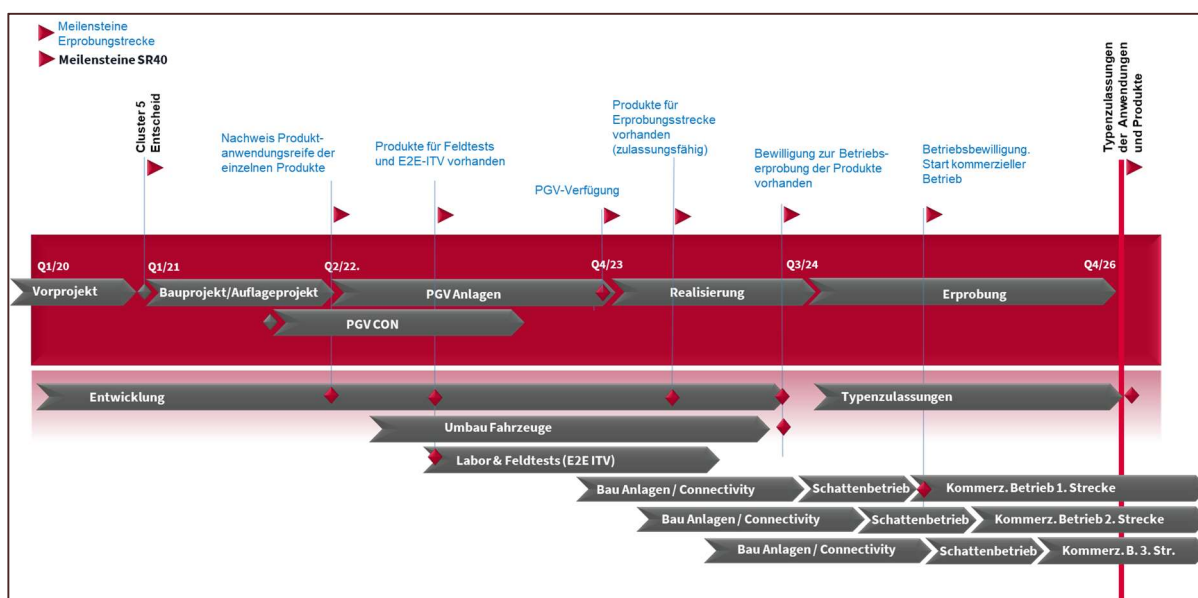 Meilensteine
Erprobungstrecke
Meilensteine SR40
Cluster 5
Entscheid
Nachweis Produkt-
anwendungsreife der
einzelnen Produkte
Produkte für Feldtests
und E2E-ITV vorhanden
PGV-Verfügung
Produkte für
Erprobungsstrecke
vorhanden
(zulassungsfähig)
Bewilligung zur Betriebs-
erprobung der Produkte
vorhanden
Betriebsbewilligung.
Start kommerzieller
Betrieb
Typenzulassungen
der Anwendungen
und Produkte
Q1/20
Q1/21
Q2/22.
Q4/23
Q3/24
Q4/26
Vorprojekt
Bauprojekt/Auflageprojekt
PGV Anlagen
Realisierung
Erprobung
PGV CON
Entwicklung
Typenzulassungen
Umbau Fahrzeuge
Labor & Feldtests (E2E ITV)
Bau Anlagen / Connectivity
Schattenbetrieb
Kommerz. Betrieb 1. Strecke
Bau Anlagen / Connectivity
Schattenbetrieb
Kommerz. Betrieb 2. Strecke
Bau Anlagen / Connectivity
Schattenbetrieb
Kommerz. B. 3. Str.